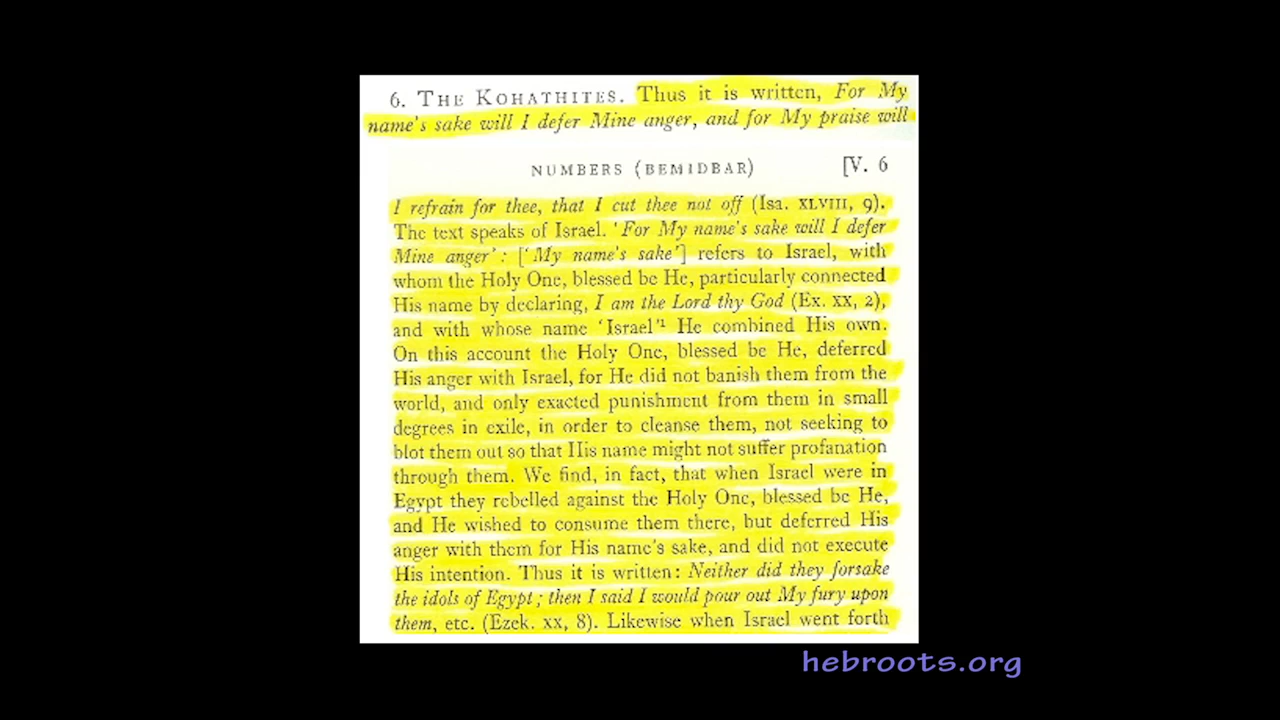 6. THE KOHATHITES. Thus it is written, For My
name's sake will I defer Mine anger, and for My praise will
NUMBERS (BEMIDBAR) [V. 6
I refrain for thee, that I cut thee not off (Isa. XLVIII, 9).
The text speaks of Israel. 'For My name's sake will I defer
Mine anger': ['My name's sake'] refers to Israel, with
whom the Holy One, blessed be He, particularly connected
His name by declaring, I am the Lord thy God (Ex. XX, 2),
and with whose name 'Israel'¹ He combined His own.
On this account the Holy One, blessed be He, deferred
His anger with Israel, for He did not banish them from the
world, and only exacted punishment from them in small
degrees in exile, in order to cleanse them, not seeking to
blot them out so that His name might not suffer profanation
through them. We find, in fact, that when Israel were in
Egypt they rebelled against the Holy One, blessed be He,
and He wished to consume them there, but deferred His
anger with them for His name's sake, and did not execute
His intention. Thus it is written: Neither did they forsake
the idols of Egypt; then I said I would pour out My fury upon
them, etc. (Ezek. XX, 8). Likewise when Israel went forth
hebroots.org